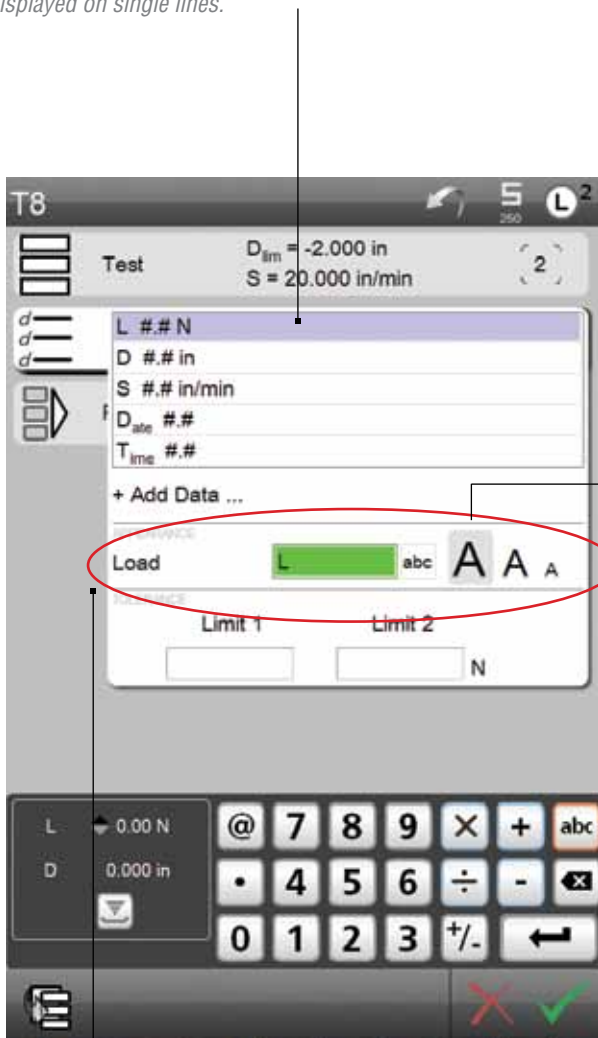 isplayed on single lines.
T8
5
250
L 2
Test
Dlim = -2.000 in
S = 20.000 in/min
2
d
d
d
L #.# N
D #.# in
S #.# in/min
Date #.#
Time #.#
+ Add Data ...
Load
L
abc
A A A
TOLERANCE
Limit 1
Limit 2
N
L 0.00 N
D 0.000 in
@ 7 8 9 × + abc
• 4 5 6 ÷ -
0 1 2 3 +/-